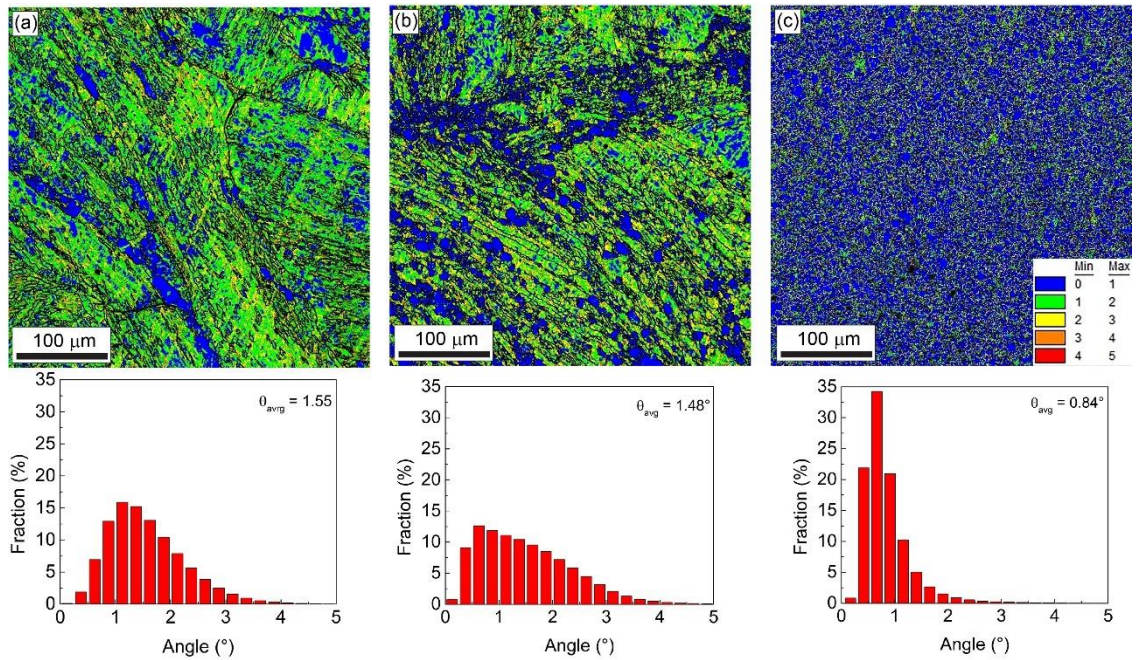 (a)
(b)
(c)
100 μm
100 μm
100 μm
Min Max
0 1
1 2
2 3
3 4
4 5
35
30
25
20
15
10
5
0
Fraction (%)
θavrg = 1.55
0 1 2 3 4 5
Angle (°)
35
30
25
20
15
10
5
0
Fraction (%)
θavg = 1.48°
0 1 2 3 4 5
Angle (°)
35
30
25
20
15
10
5
0
Fraction (%)
θavg = 0.84°
0 1 2 3 4 5
Angle (°)